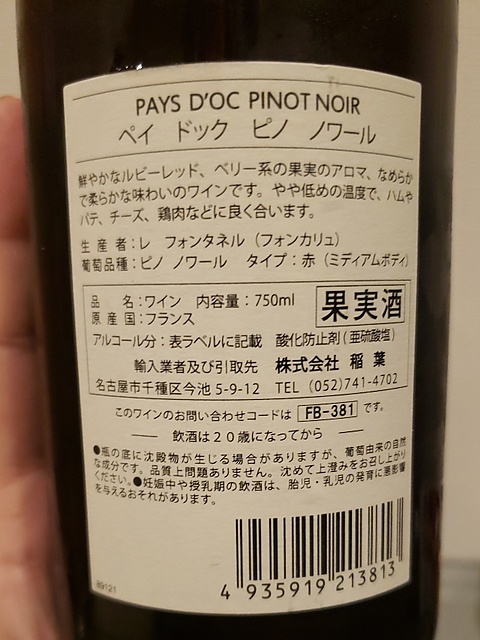 PAYS D'OC PINOT NOIR
ペイ ドック ピノ ノワール
鮮やかなルビーレッド、ベリー系の果実のアロマ、なめらか
で柔らかな味わいのワインです。やや低めの温度で、ハムや
パテ、チーズ、鶏肉などに良く合います。
生産者:レ フォンタネル (フォンカリュ)
葡萄品種:ピノ ノワール タイプ:赤 (ミディアムボディ)
品名:ワイン 内容量:750ml
果実酒
原産国:フランス
アルコール分:表ラベルに記載 酸化防止剤(亜硫酸塩)
輸入業者及び引取先 株式会社 稲葉
名古屋市千種区今池5-9-12 TEL (052)741-4702
このワインのお問い合わせコードは FB-381 です。
飲酒は20歳になってから
●瓶の底に沈殿物が生じる場合がありますが、葡萄由来の自然
な成分です。品質上問題ありません。沈めて上澄みをお召し上がり
ください。●妊娠中や授乳期の飲酒は、胎児・乳児の発育に悪影響
を与えるおそれがあります。
89121
4 935919 213813